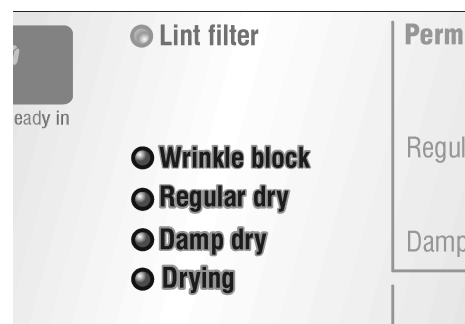 Lint filter
Perm
eady in
Wrinkle block
Regular dry
Damp dry
Drying
Regul
Damp